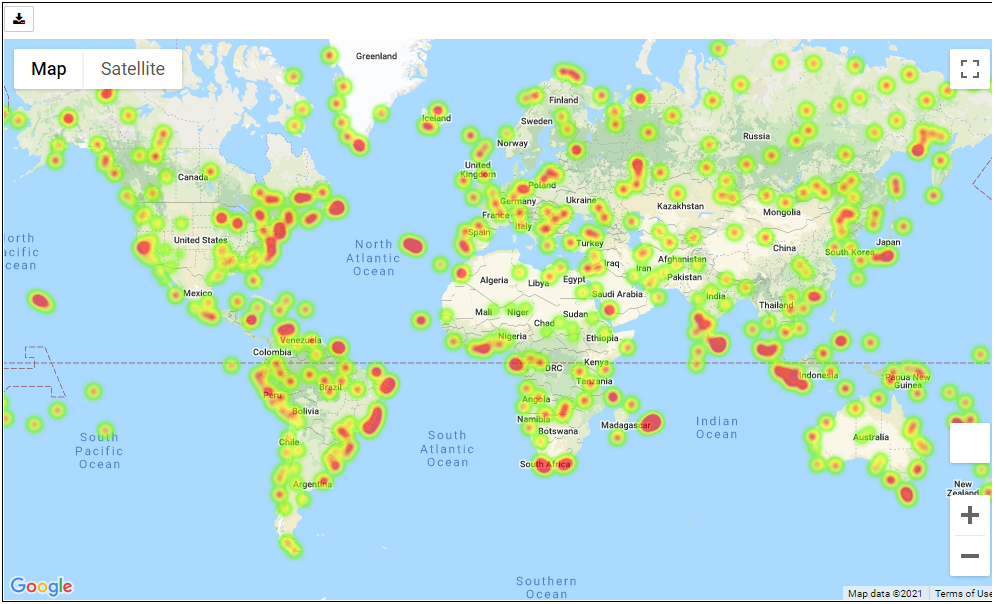 Map
Satellite
Greenland
Iceland
Finland
Sweden
Norway
Russia
Canada
United
Kingdom
Poland
Germany
Ukraine
Kazakhstan
Mongolia
France
Italy
Spain
Turkey
North
Atlantic
Ocean
United States
China
Japan
South Korea
Afghanistan
Iraq
Iran
Pakistan
Algeria
Libya
Egypt
Saudi Arabia
India
Mexico
Mali
Niger
Chad
Sudan
Thailand
Nigeria
Ethiopia
Venezuela
Colombia
DRC
Kenya
Tanzania
Indonesia
Papua New
Guinea
Peru
Brazil
Bolivia
Angola
Namibia
Botswana
Madagascar
Indian
Ocean
Australia
South
Pacific
Ocean
South
Atlantic
Ocean
Chile
South Africa
Argentina
New
Zealand
Southern
Ocean
Google
Map data ©2021
Terms of Use